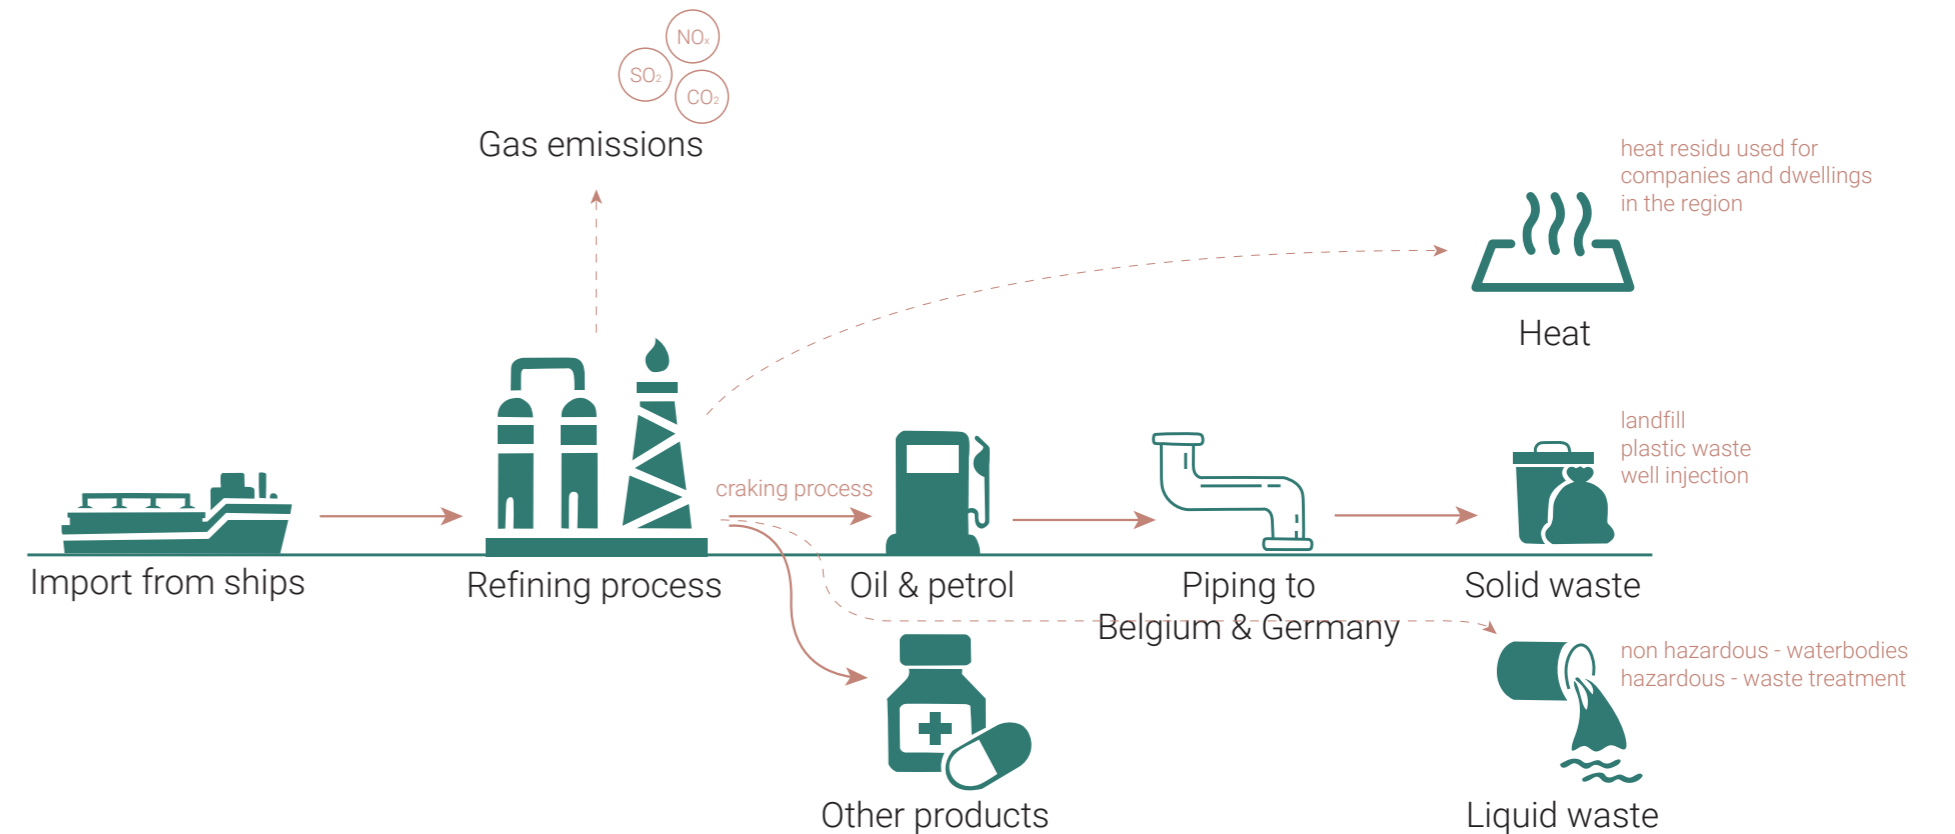 NOx
SO2
CO2
Gas emissions
heat residu used for
companies and dwellings
in the region
Heat
landfill
plastic waste
well injection
craking process
Import from ships
Refining process
Oil & petrol
Piping to
Belgium & Germany
Solid waste
non hazardous - waterbodies
hazardous - waste treatment
Other products
Liquid waste